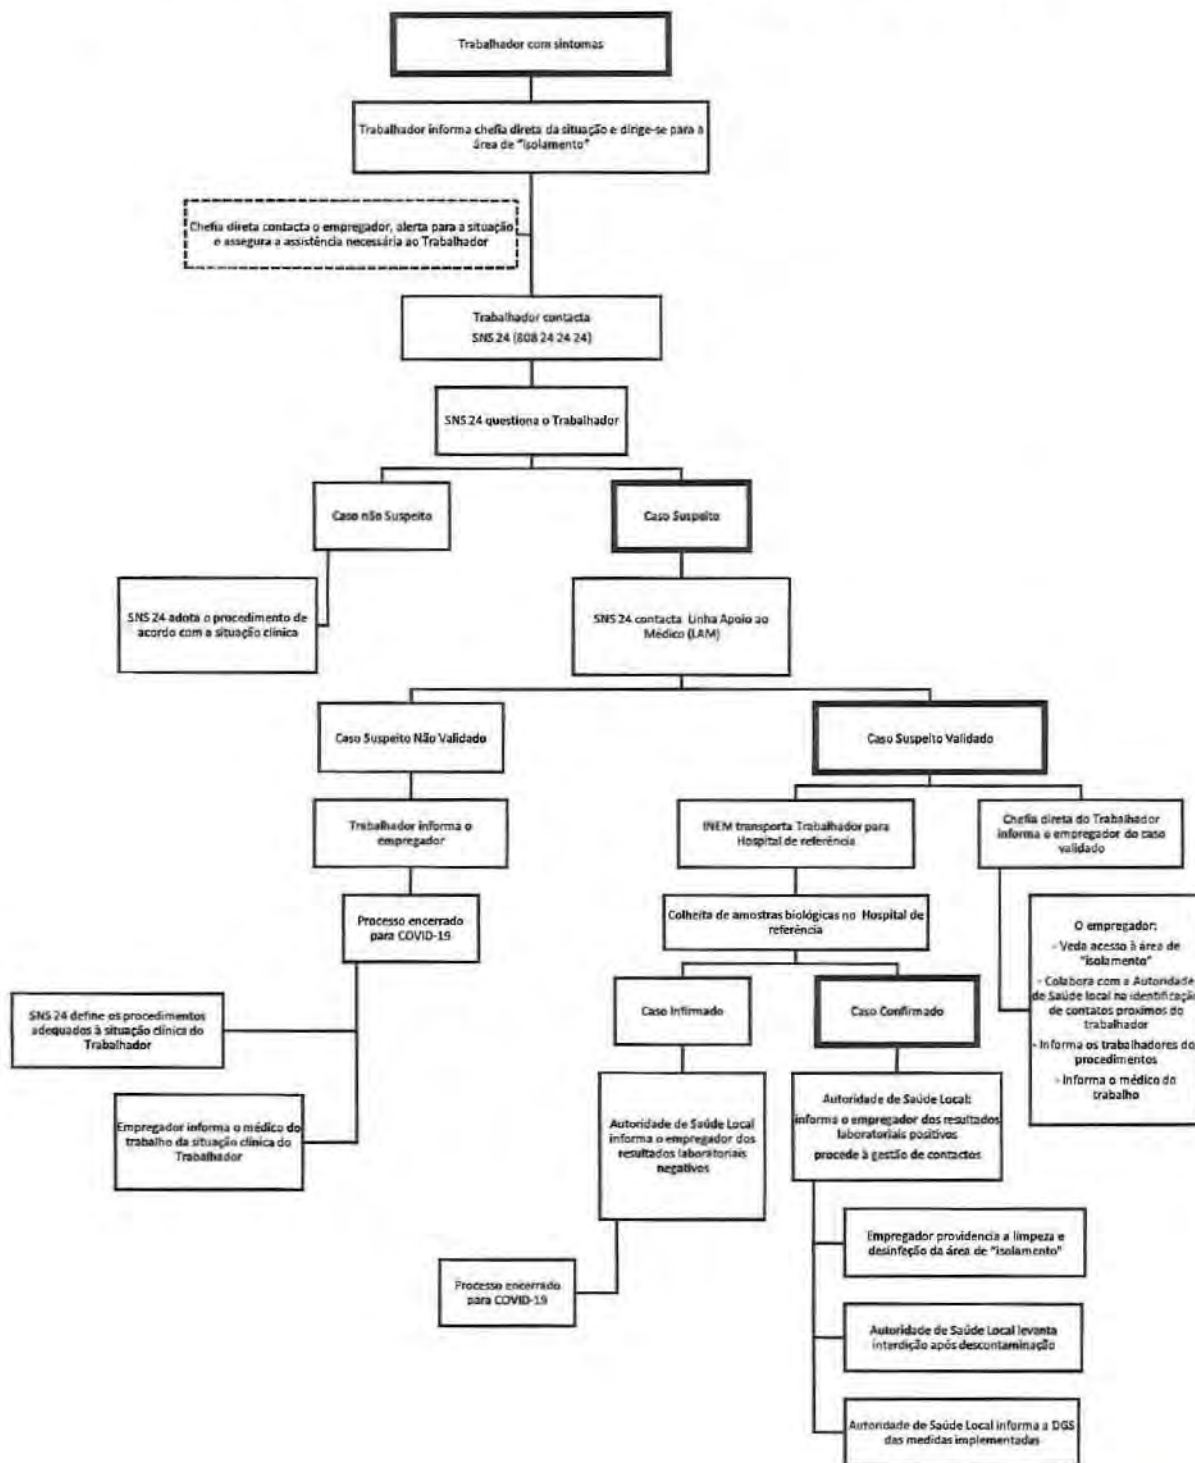 Trabalhador com sintomas
Trabalhador informa chefia direta da situação e dirige-se para a
área de "isolamento"
Chefia direta contacta o empregador, alerta para a situação
e assegura a assistência necessária ao Trabalhador
Trabalhador contacta
SNS 24 (808 24 24 24)
SNS 24 questiona o Trabalhador
Caso não Suspeito
Caso Suspeito
SNS 24 adota o procedimento de
acordo com a situação clínica
SNS 24 contacta Linha Apoio ao
Médico (LAM)
Caso Suspeito Não Validado
Caso Suspeito Validado
Trabalhador informa o
empregador
INEM transporta Trabalhador para
Hospital de referência
Chefia direta do Trabalhador
informa o empregador do caso
validado
Processo encerrado
para COVID-19
Colheita de amostras biológicas no Hospital de
referência
O empregador:
- Veda acesso à área de
"isolamento"
- Colabora com a Autoridade
de Saúde local na identificação
de contatos proximos do
trabalhador
- Informa os trabalhadores dos
procedimentos
- Informa o médico do
trabalho
SNS 24 define os procedimentos
adequados à situação clínica do
Trabalhador
Caso Infirmado
Caso Confirmado
Empregador informa o médico do
trabalho da situação clínica do
Trabalhador
Autoridade de Saúde Local
informa o empregador dos
resultados laboratoriais
negativos
Autoridade de Saúde Local:
informa o empregador dos resultados
laboratoriais positivos
procede à gestão de contactos
Processo encerrado
para COVID-19
Empregador providencia a limpeza e
desinfeção da área de "isolamento"
Autoridade de Saúde Local levanta
interdição após descontaminação
Autoridade de Saúde Local informa a DGS
das medidas implementadas